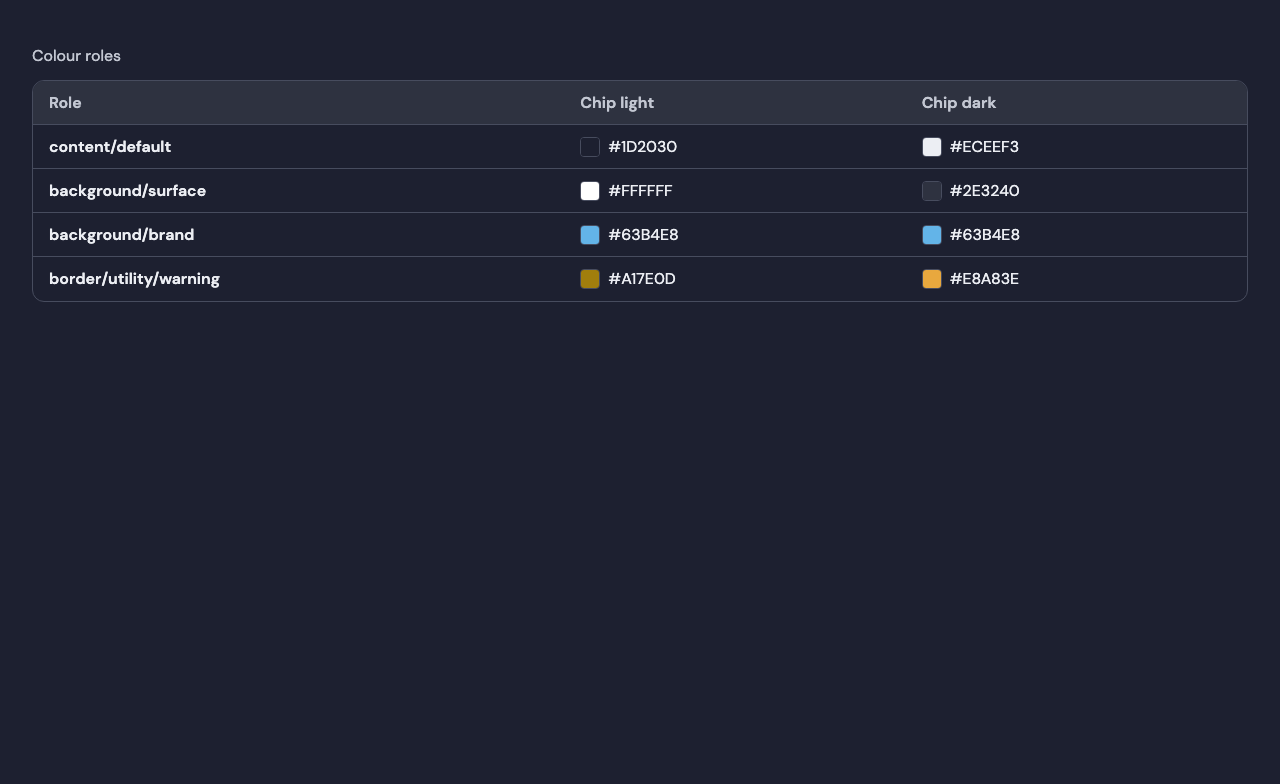 Colour roles
Role Chip light Chip dark
content/default #1D2030 #ECEEF3
background/surface #FFFFFF #2E3240
background/brand #63B4E8 #63B4E8
border/utility/warning #A17E0D #E8A83E